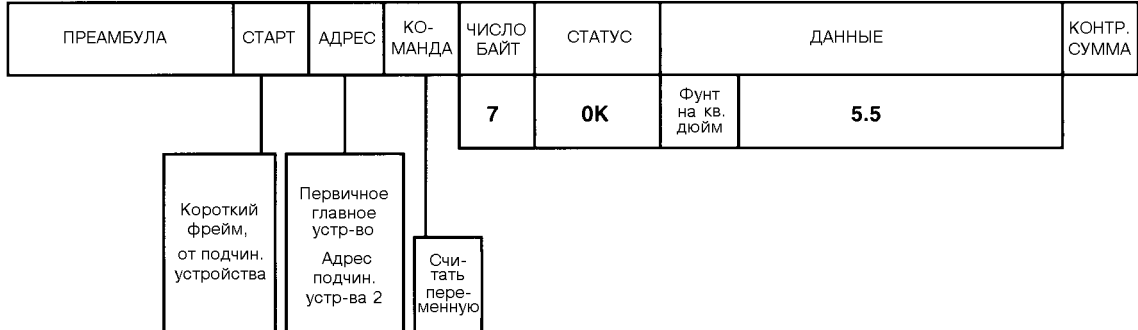 ПРЕАМБУЛА
СТАРТ
АДРЕС
КО-
МАНДА
ЧИСЛО
БАЙТ
СТАТУС
ДАННЫЕ
КОНТР.
СУММА
7
0K
Фунт
на кв.
дюйм
5.5
Короткий
фрейм,
от подчин.
устройства
Первичное
главное
устр-во
Адрес
подчин.
устр-ва 2
Счи-
тать
пере-
менную